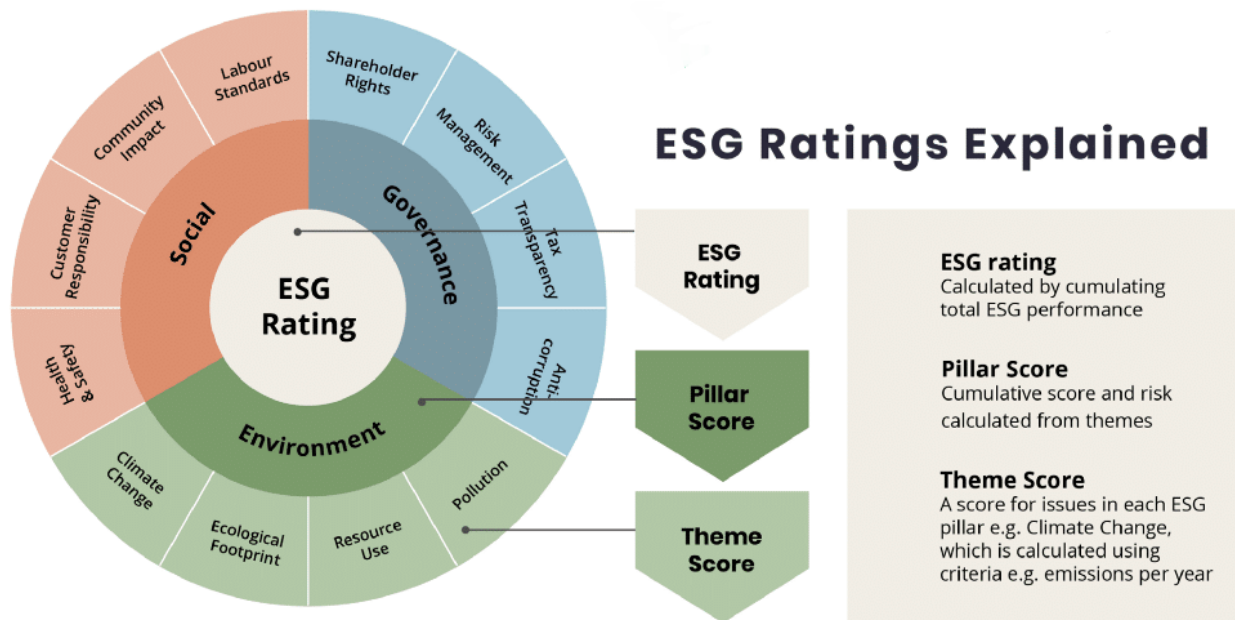 ESG Ratings Explained
Labour
Standards
Shareholder
Rights
Community
Impact
Risk
Management
Customer
Responsibility
Tax
Transparency
Health
& Safety
Anti-
corruption
Social
Governance
Environment
ESG
Rating
Climate
Change
Ecological
Footprint
Resource
Use
Pollution
ESG
Rating
Pillar
Score
Theme
Score
ESG rating
Calculated by cumulating
total ESG performance
Pillar Score
Cumulative score and risk
calculated from themes
Theme Score
A score for issues in each ESG
pillar e.g. Climate Change,
which is calculated using
criteria e.g. emissions per year